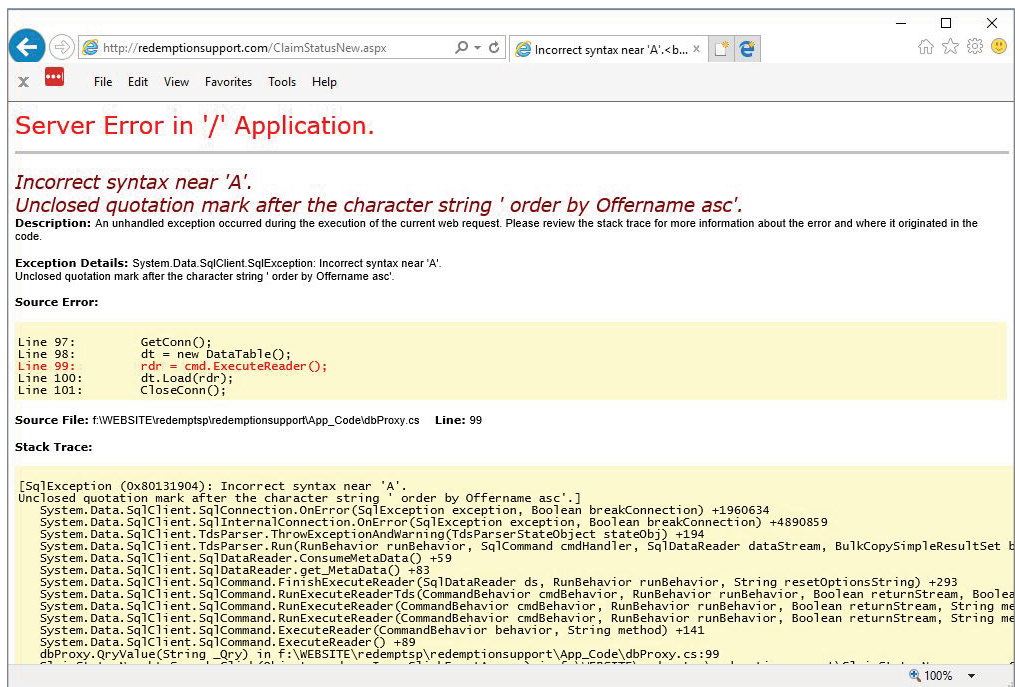 http://redemptionsupport.com/ClaimStatusNew.aspx
Incorrect syntax near 'A'.<b...
File Edit View Favorites Tools Help
Server Error in '/' Application.
Incorrect syntax near 'A'.
Unclosed quotation mark after the character string ' order by Offername asc'.
Description: An unhandled exception occurred during the execution of the current web request. Please review the stack trace for more information about the error and where it originated in the
code.
Exception Details: System.Data.SqlClient.SqlException: Incorrect syntax near 'A'.
Unclosed quotation mark after the character string ' order by Offername asc'.
Source Error:
Line 97: GetConn();
Line 98: dt = new DataTable();
Line 99: rdr = cmd.ExecuteReader();
Line 100: dt.Load(rdr);
Line 101: CloseConn();
Source File: f:\WEBSITE\redemptsp\redemptionsupport\App_Code\dbProxy.cs Line: 99
Stack Trace:
[SqlException (0x80131904): Incorrect syntax near 'A'.
Unclosed quotation mark after the character string ' order by Offername asc'.]
System.Data.SqlClient.SqlConnection.OnError(SqlException exception, Boolean breakConnection) +1960634
System.Data.SqlClient.SqlInternalConnection.OnError(SqlException exception, Boolean breakConnection) +4890859
System.Data.SqlClient.TdsParser.ThrowExceptionAndWarning(TdsParserStateObject stateObj) +194
System.Data.SqlClient.TdsParser.Run(RunBehavior runBehavior, SqlCommand cmdHandler, SqlDataReader dataStream, BulkCopySimpleResultSet b
System.Data.SqlClient.SqlDataReader.ConsumeMetaData() +59
System.Data.SqlClient.SqlDataReader.get_MetaData() +83
System.Data.SqlClient.SqlCommand.FinishExecuteReader(SqlDataReader ds, RunBehavior runBehavior, String resetOptionsString) +293
System.Data.SqlClient.SqlCommand.RunExecuteReaderTds(CommandBehavior cmdBehavior, RunBehavior runBehavior, Boolean returnStream, Boolea
System.Data.SqlClient.SqlCommand.RunExecuteReader(CommandBehavior cmdBehavior, RunBehavior runBehavior, Boolean returnStream, String me
System.Data.SqlClient.SqlCommand.RunExecuteReader(CommandBehavior cmdBehavior, RunBehavior runBehavior, Boolean returnStream, String me
System.Data.SqlClient.SqlCommand.ExecuteReader(CommandBehavior behavior, String method) +141
System.Data.SqlClient.SqlCommand.ExecuteReader() +89
dbProxy.QryValue(String _Qry) in f:\WEBSITE\redemptsp\redemptionsupport\App_Code\dbProxy.cs:99
100%